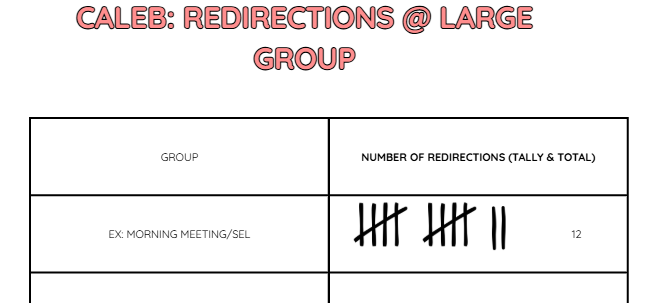 CALEB: REDIRECTIONS @ LARGE
GROUP
GROUP
NUMBER OF REDIRECTIONS (TALLY & TOTAL)
EX: MORNING MEETING/SEL
12